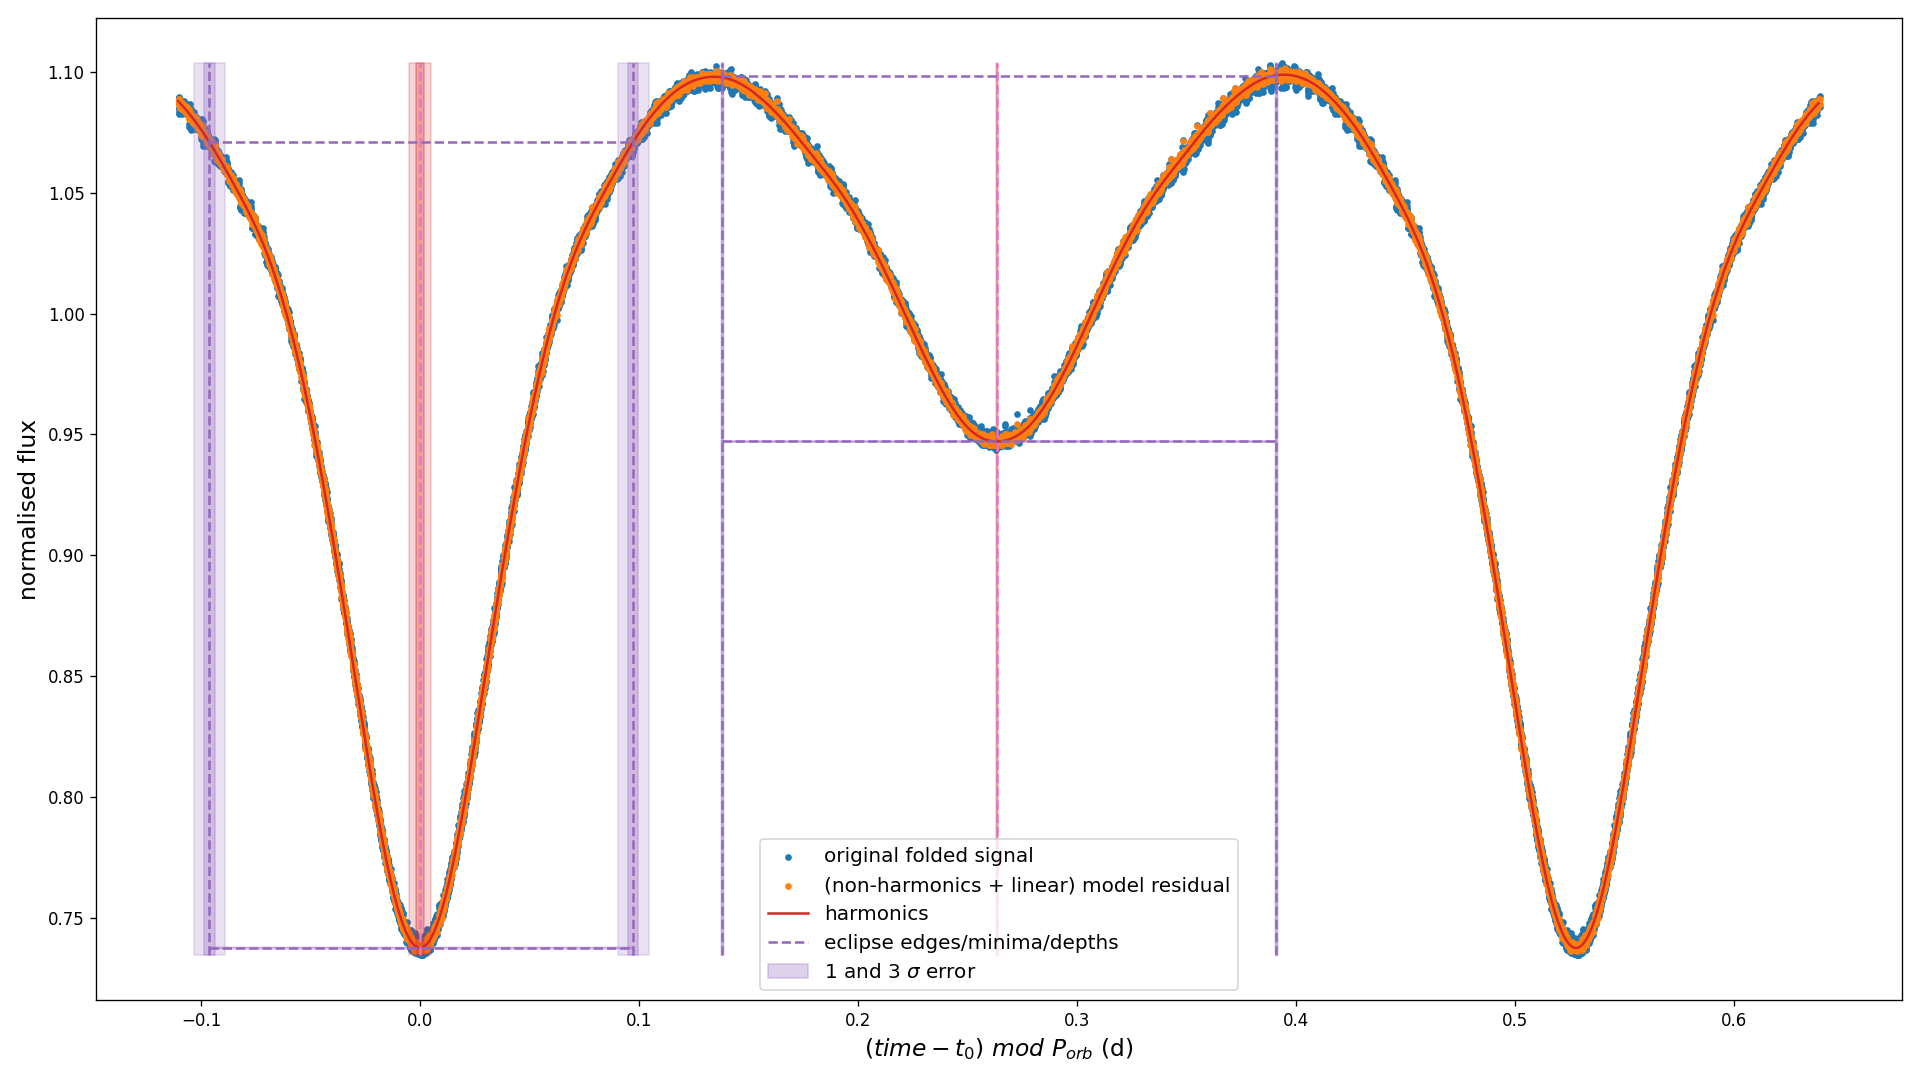 1.10
1.05
1.00
0.95
0.90
0.85
0.80
0.75
normalised flux
original folded signal
(non-harmonics + linear) model residual
harmonics
eclipse edges/minima/depths
1 and 3 σ error
−0.1 0.0 0.1 0.2 0.3 0.4 0.5 0.6
(time − t₀) mod Pₒᵣb (d)